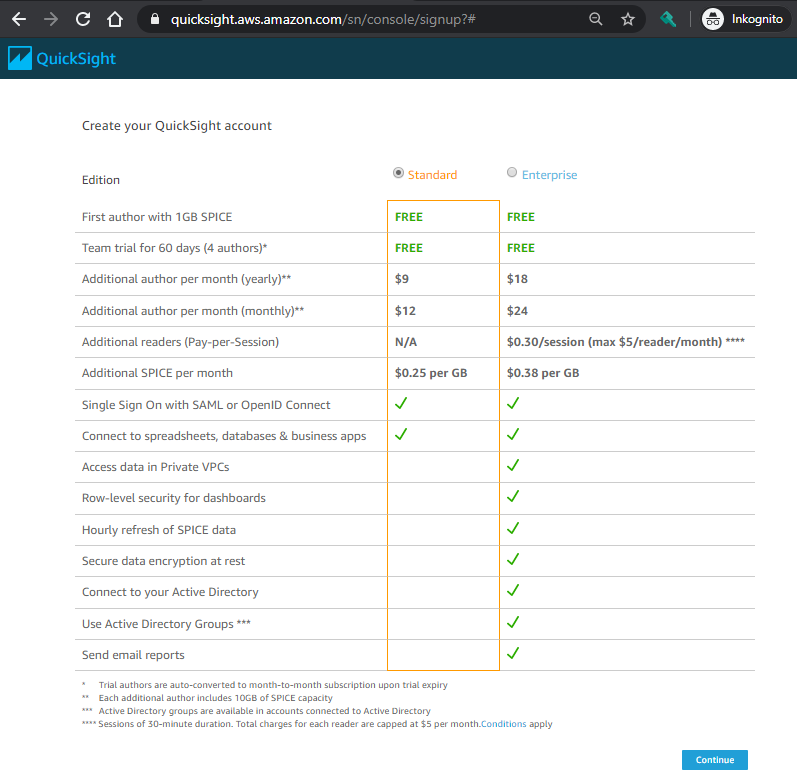 quicksight.aws.amazon.com/sn/console/signup?#
Inkognito
QuickSight
Create your QuickSight account
Edition Standard Enterprise
First author with 1GB SPICE FREE FREE
Team trial for 60 days (4 authors)* FREE FREE
Additional author per month (yearly)** $9 $18
Additional author per month (monthly)** $12 $24
Additional readers (Pay-per-Session) N/A $0.30/session (max $5/reader/month) ****
Additional SPICE per month $0.25 per GB $0.38 per GB
Single Sign On with SAML or OpenID Connect
Connect to spreadsheets, databases & business apps
Access data in Private VPCs
Row-level security for dashboards
Hourly refresh of SPICE data
Secure data encryption at rest
Connect to your Active Directory
Use Active Directory Groups ***
Send email reports
* Trial authors are auto-converted to month-to-month subscription upon trial expiry
** Each additional author includes 10GB of SPICE capacity
*** Active Directory groups are available in accounts connected to Active Directory
**** Sessions of 30-minute duration. Total charges for each reader are capped at $5 per month.Conditions apply
Continue